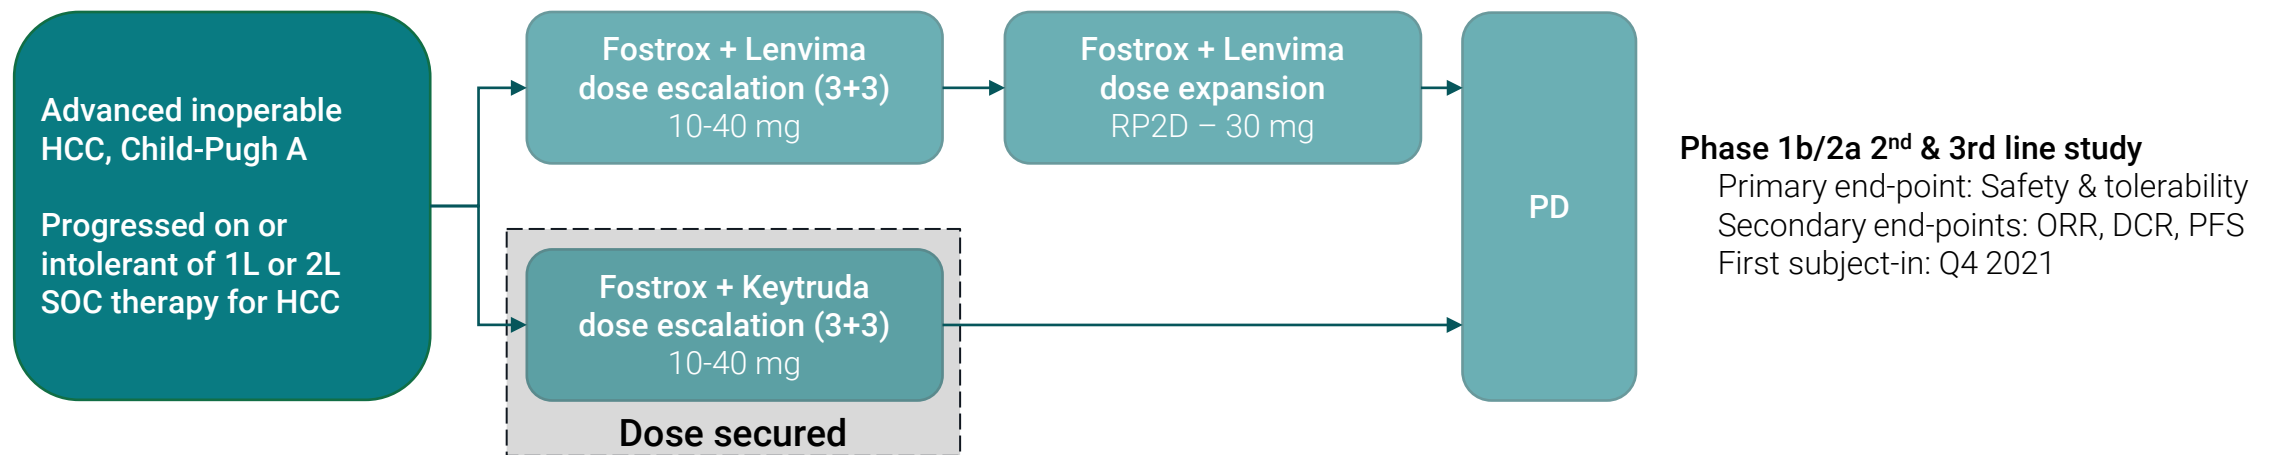 Advanced inoperable
HCC, Child-Pugh A
Progressed on or
intolerant of 1L or 2L
SOC therapy for HCC
Fostrox + Lenvima
dose escalation (3+3)
10-40 mg
Fostrox + Lenvima
dose expansion
RP2D – 30 mg
Fostrox + Keytruda
dose escalation (3+3)
10-40 mg
Dose secured
PD
Phase 1b/2a 2nd & 3rd line study
Primary end-point: Safety & tolerability
Secondary end-points: ORR, DCR, PFS
First subject-in: Q4 2021